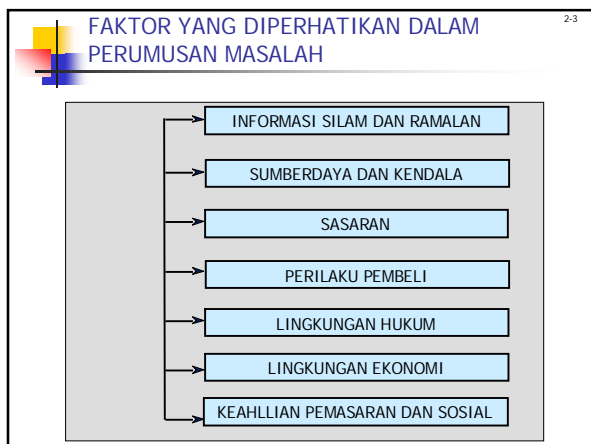 FAKTOR YANG DIPERHATIKAN DALAM
PERUMUSAN MASALAH
2-3
INFORMASI SILAM DAN RAMALAN
SUMBERDAYA DAN KENDALA
SASARAN
PERILAKU PEMBELI
LINGKUNGAN HUKUM
LINGKUNGAN EKONOMI
KEAHLLIAN PEMASARAN DAN SOSIAL